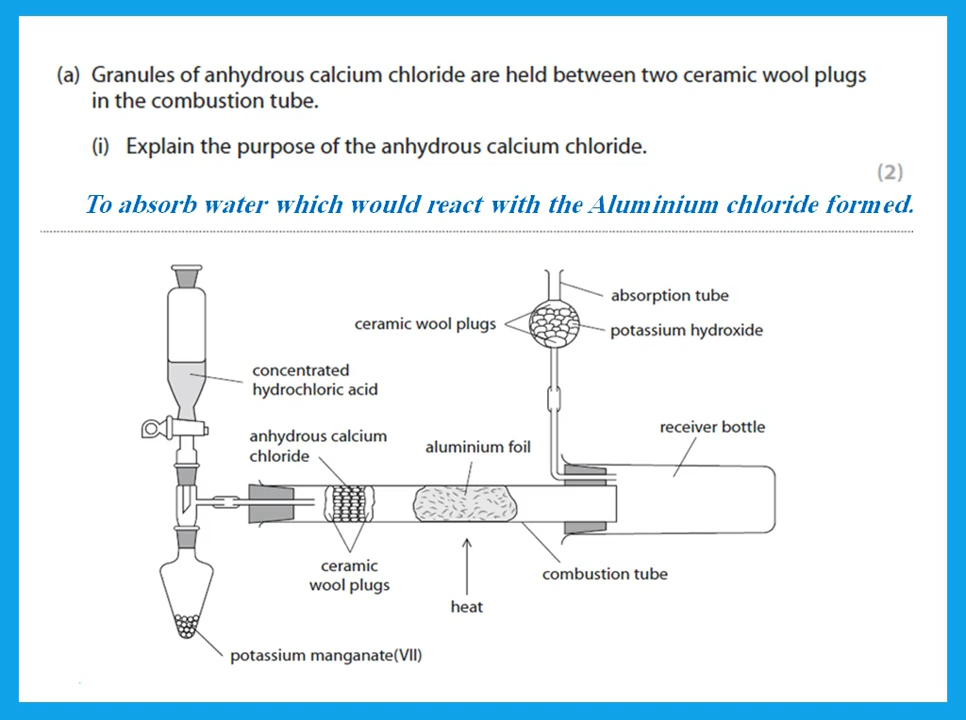 (a) Granules of anhydrous calcium chloride are held between two ceramic wool plugs
in the combustion tube.
(i) Explain the purpose of the anhydrous calcium chloride.
(2)
To absorb water which would react with the Aluminium chloride formed.
absorption tube
ceramic wool plugs
potassium hydroxide
concentrated
hydrochloric acid
receiver bottle
anhydrous calcium
chloride
aluminium foil
ceramic
wool plugs
combustion tube
heat
potassium manganate(VII)